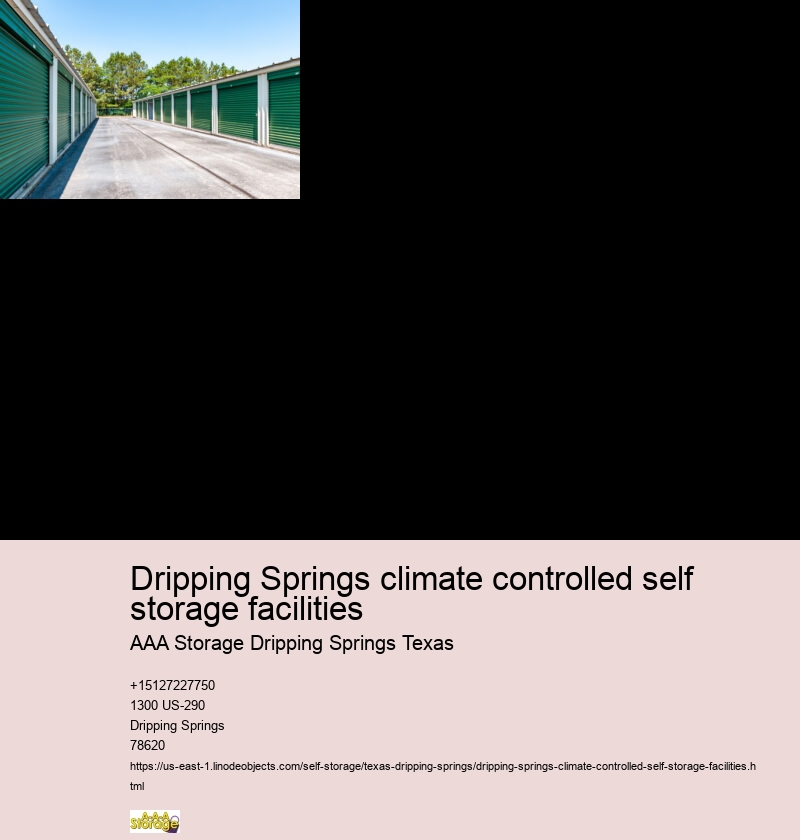 Dripping Springs climate controlled self
storage facilities
AAA Storage Dripping Springs Texas
+15127227750
1300 US-290
Dripping Springs
78620
https://us-east-1.linodeobjects.com/self-storage/texas-dripping-springs/dripping-springs-climate-controlled-self-storage-facilities.h
tml
AAA
Storage